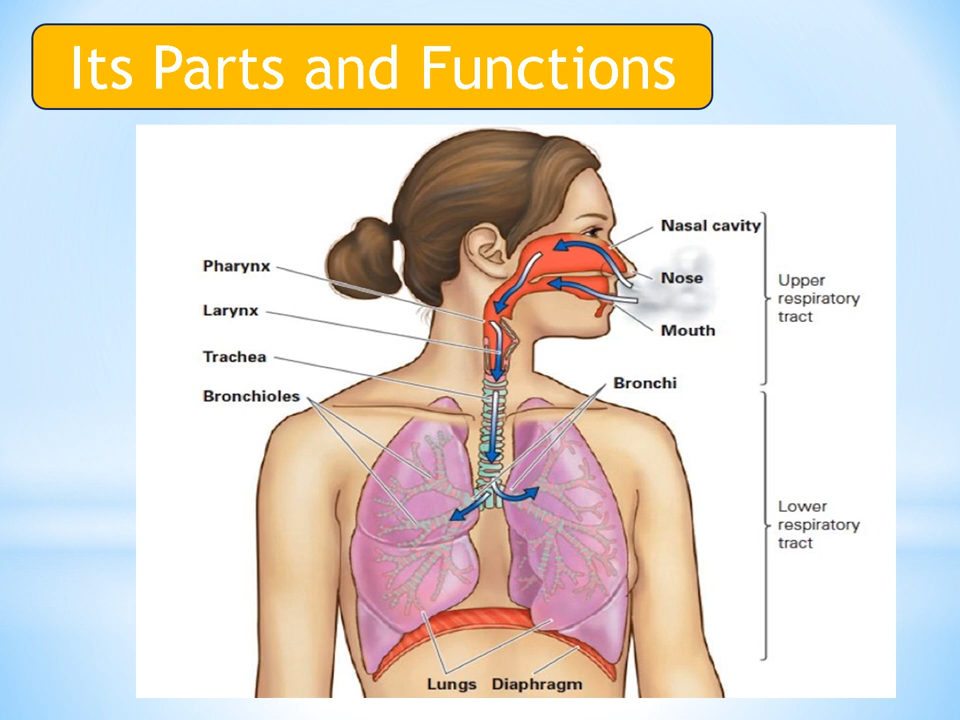 Its Parts and Functions
Nasal cavity
Pharynx
Nose
Upper
respiratory
tract
Larynx
Mouth
Trachea
Bronchi
Bronchioles
Lower
respiratory
tract
Lungs Diaphragm